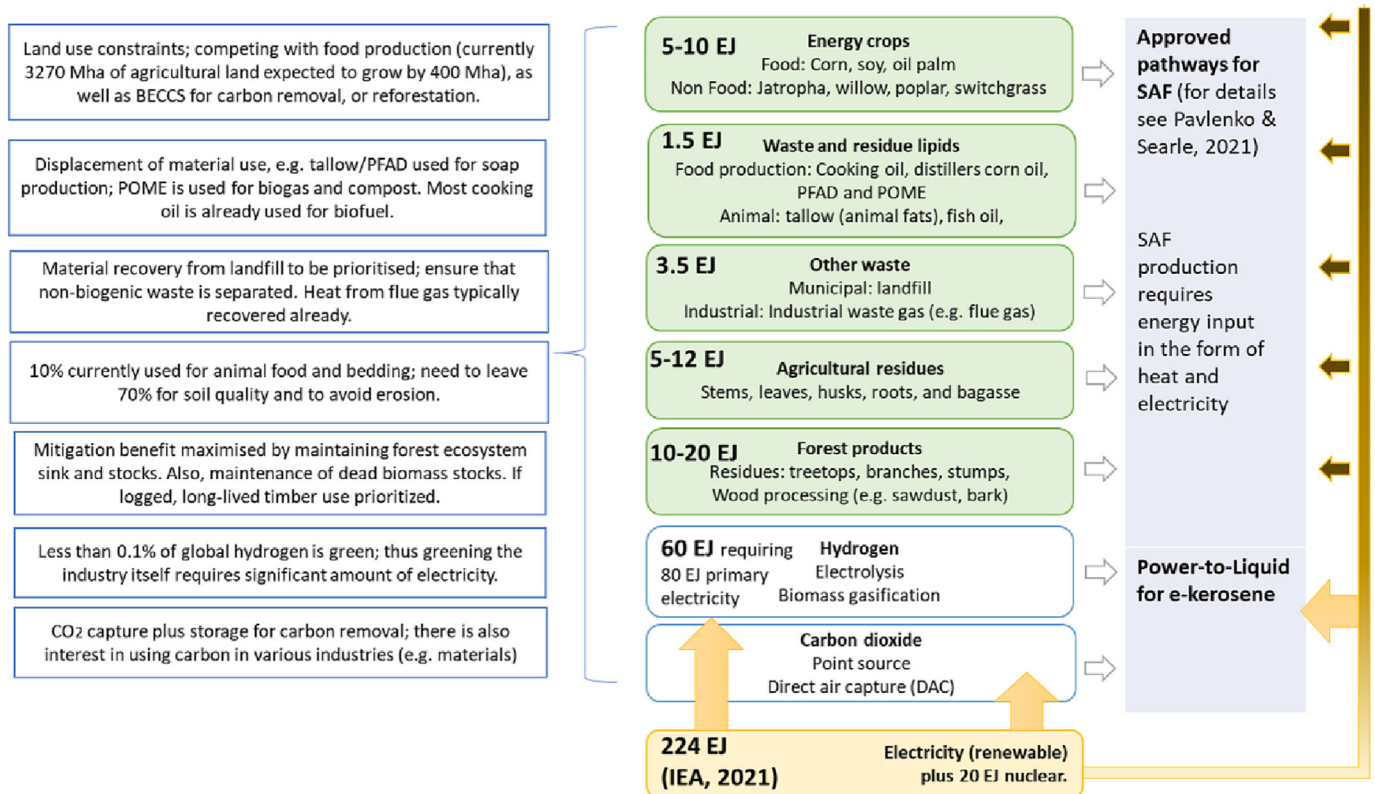 Land use constraints; competing with food production (currently
3270 Mha of agricultural land expected to grow by 400 Mha), as
well as BECCS for carbon removal, or reforestation.
Displacement of material use, e.g. tallow/PFAD used for soap
production; POME is used for biogas and compost. Most cooking
oil is already used for biofuel.
Material recovery from landfill to be prioritised; ensure that
non-biogenic waste is separated. Heat from flue gas typically
recovered already.
10% currently used for animal food and bedding; need to leave
70% for soil quality and to avoid erosion.
Mitigation benefit maximised by maintaining forest ecosystem
sink and stocks. Also, maintenance of dead biomass stocks. If
logged, long-lived timber use prioritized.
Less than 0.1% of global hydrogen is green; thus greening the
industry itself requires significant amount of electricity.
CO2 capture plus storage for carbon removal; there is also
interest in using carbon in various industries (e.g. materials)
5-10 EJ
Energy crops
Food: Corn, soy, oil palm
Non Food: Jatropha, willow, poplar, switchgrass
1.5 EJ
Waste and residue lipids
Food production: Cooking oil, distillers corn oil,
PFAD and POME
Animal: tallow (animal fats), fish oil,
3.5 EJ
Other waste
Municipal: landfill
Industrial: Industrial waste gas (e.g. flue gas)
5-12 EJ
Agricultural residues
Stems, leaves, husks, roots, and bagasse
10-20 EJ
Forest products
Residues: treetops, branches, stumps,
Wood processing (e.g. sawdust, bark)
60 EJ requiring
80 EJ primary
electricity
Hydrogen
Electrolysis
Biomass gasification
Carbon dioxide
Point source
Direct air capture (DAC)
224 EJ
(IEA, 2021)
Electricity (renewable)
plus 20 EJ nuclear.
Approved
pathways for
SAF (for details
see Pavlenko &
Searle, 2021)
SAF
production
requires
energy input
in the form of
heat and
electricity
Power-to-Liquid
for e-kerosene